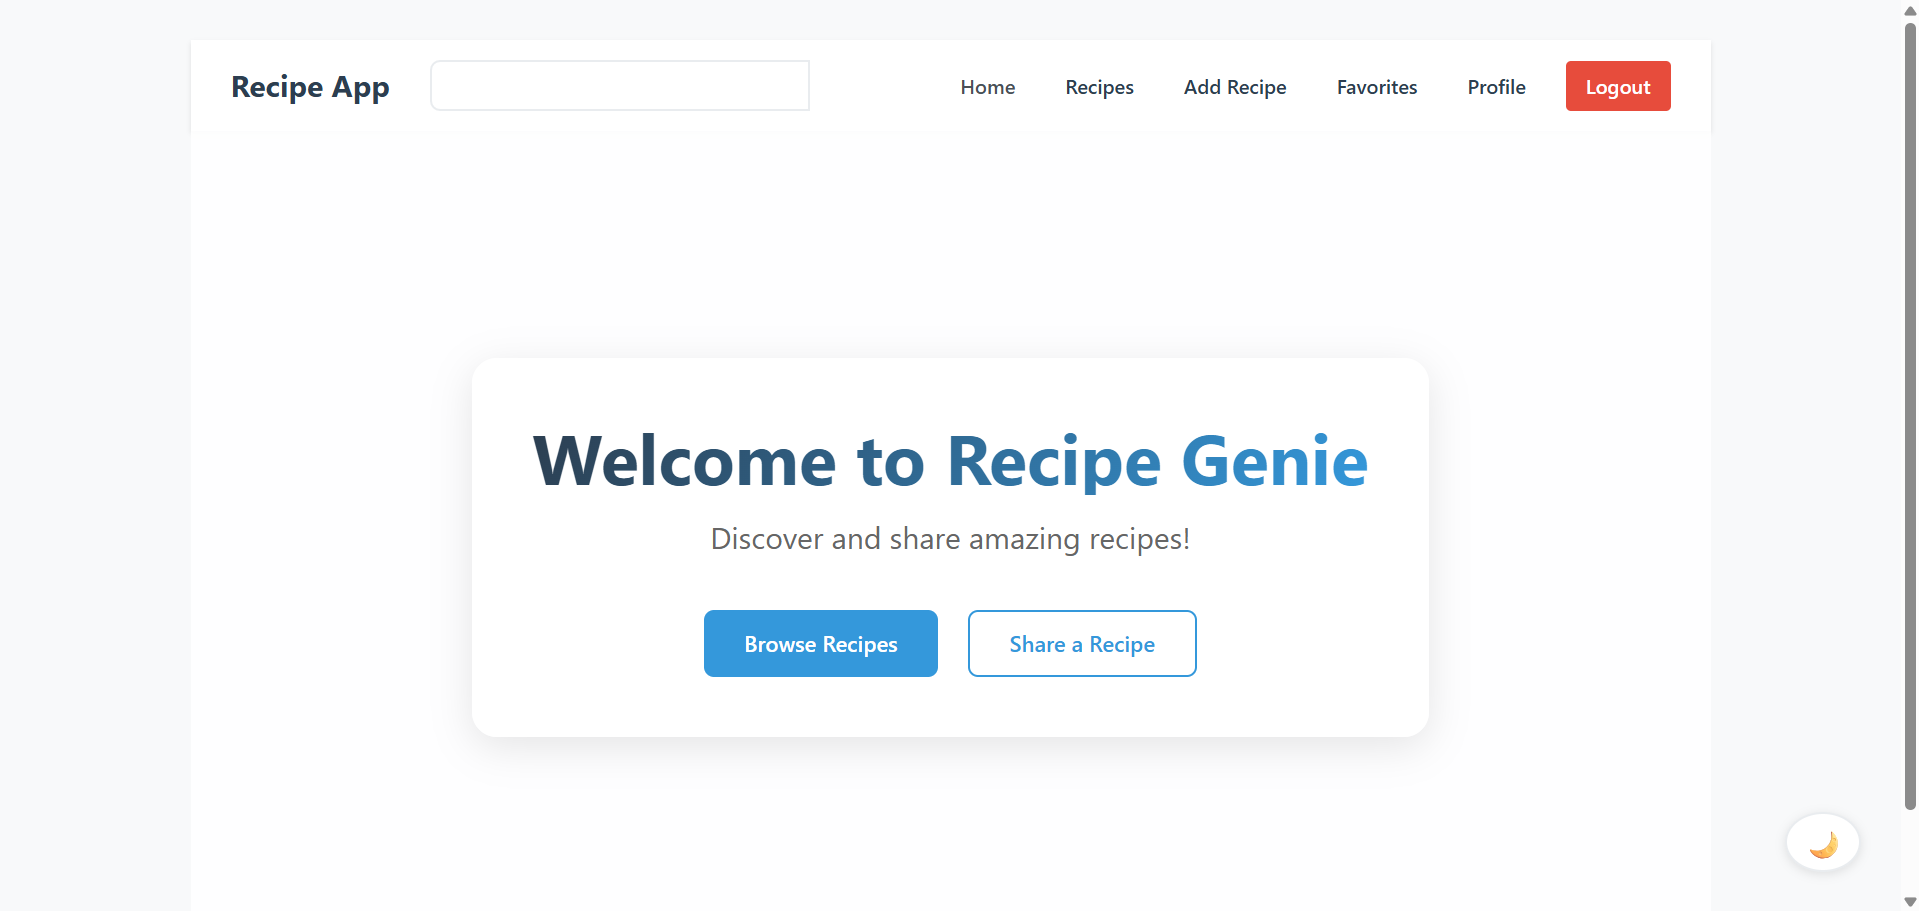 Recipe App
Home Recipes Add Recipe Favorites Profile Logout
Welcome to Recipe Genie
Discover and share amazing recipes!
Browse Recipes Share a Recipe